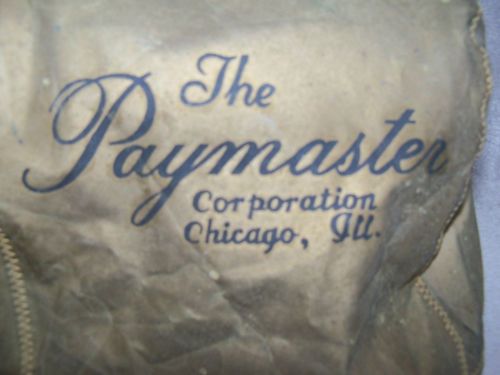 The
Paymaster
Corporation
Chicago, Ill.